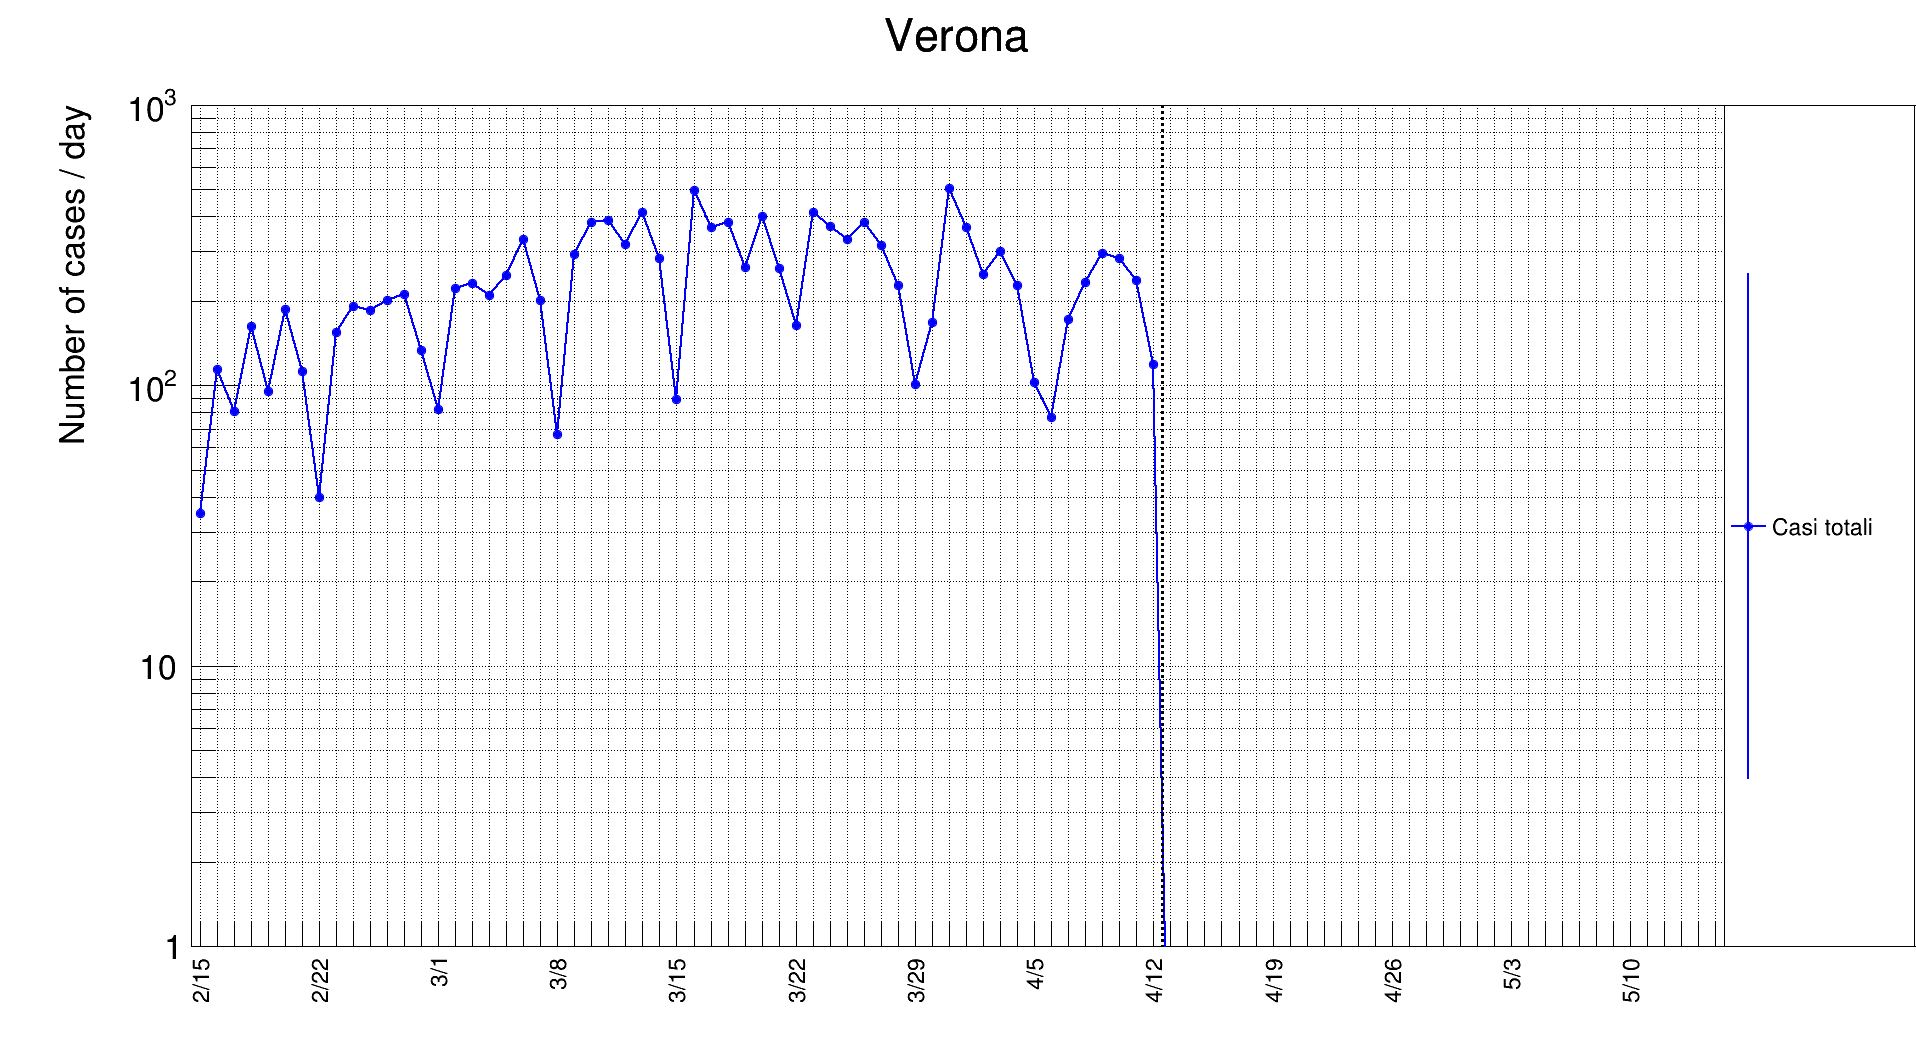 Verona
Number of cases / day
10³
10²
10
1
2/15 2/22 3/1 3/8 3/15 3/22 3/29 4/5 4/12 4/19 4/26 5/3 5/10
Casi totali